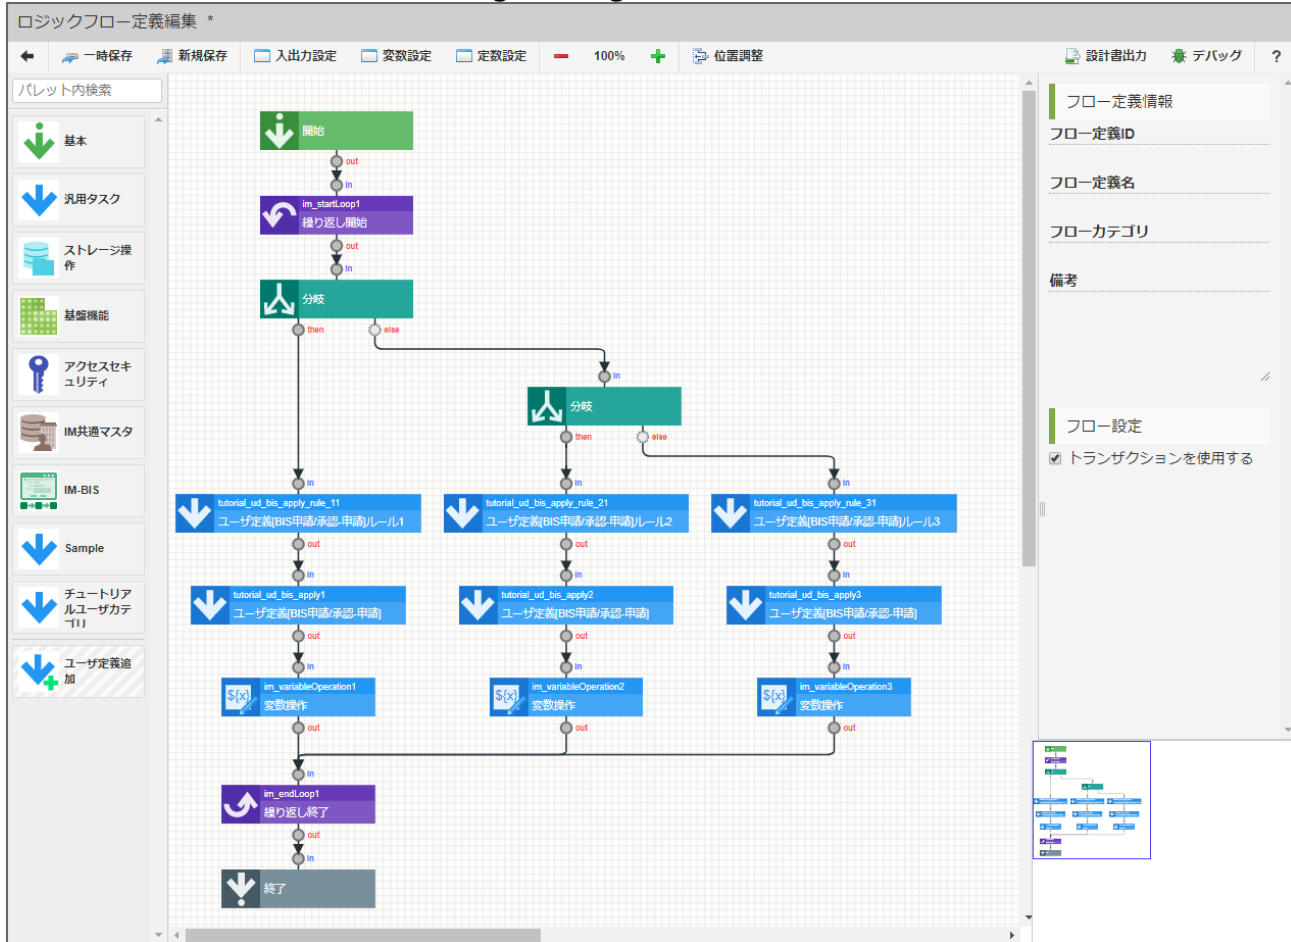 ロジックフロー定義編集 *
一時保存 新規保存 入出力設定 変数設定 定数設定 100% 位置調整 設計書出力 デバッグ ?
パレット内検索
基本
汎用タスク
ストレージ操
作
基盤機能
アクセスセキ
ュリティ
IM共通マスタ
IM-BIS
Sample
チュートリア
ルユーザカテ
ゴリ
ユーザ定義追
加
開始
out
in
im_startLoop1
繰り返し開始
out
in
分岐
then else
in
分岐
then else
in in in
tutorial_ud_bis_apply_rule_11
ユーザ定義[BIS申請/承認-申請]ルール1
tutorial_ud_bis_apply_rule_21
ユーザ定義[BIS申請/承認-申請]ルール2
tutorial_ud_bis_apply_rule_31
ユーザ定義[BIS申請/承認-申請]ルール3
out out out
in in in
tutorial_ud_bis_apply1
ユーザ定義[BIS申請/承認-申請]
tutorial_ud_bis_apply2
ユーザ定義[BIS申請/承認-申請]
tutorial_ud_bis_apply3
ユーザ定義[BIS申請/承認-申請]
out out out
in in in
${x}
im_variableOperation1
変数操作
${x}
im_variableOperation2
変数操作
${x}
im_variableOperation3
変数操作
out out out
in
im_endLoop1
繰り返し終了
out
in
終了
フロー定義情報
フロー定義ID
フロー定義名
フローカテゴリ
備考
フロー設定
トランザクションを使用する